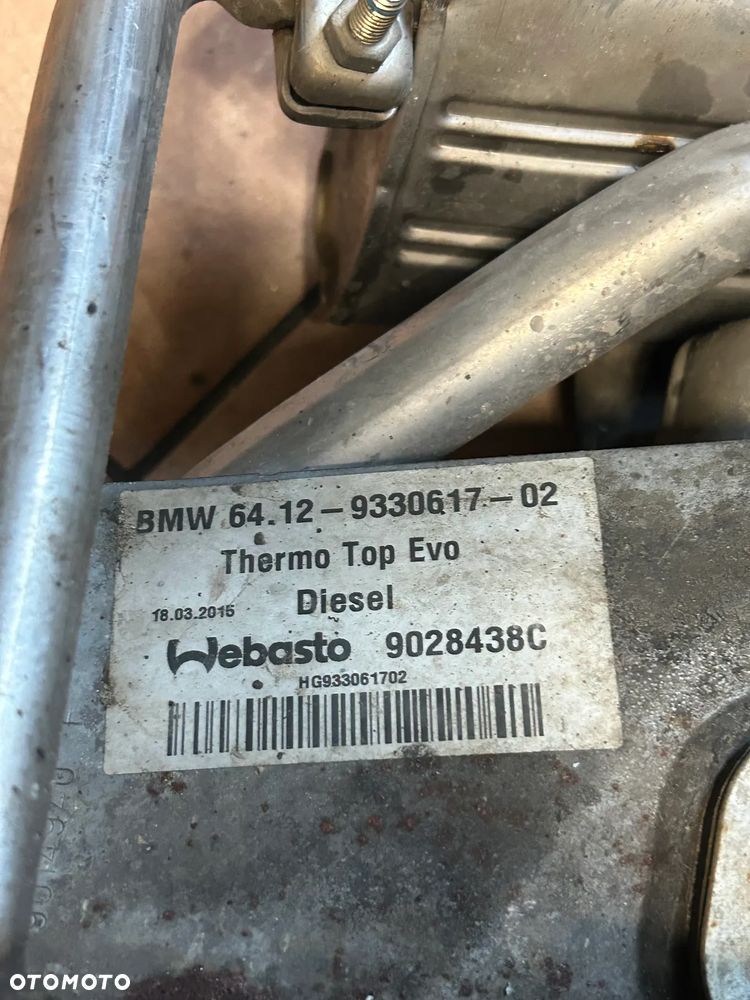 BMW 64.12-9330617-02
Thermo Top Evo
18.03.2015 Diesel
Webasto 9028438C
HG933061702
OTOMOTO